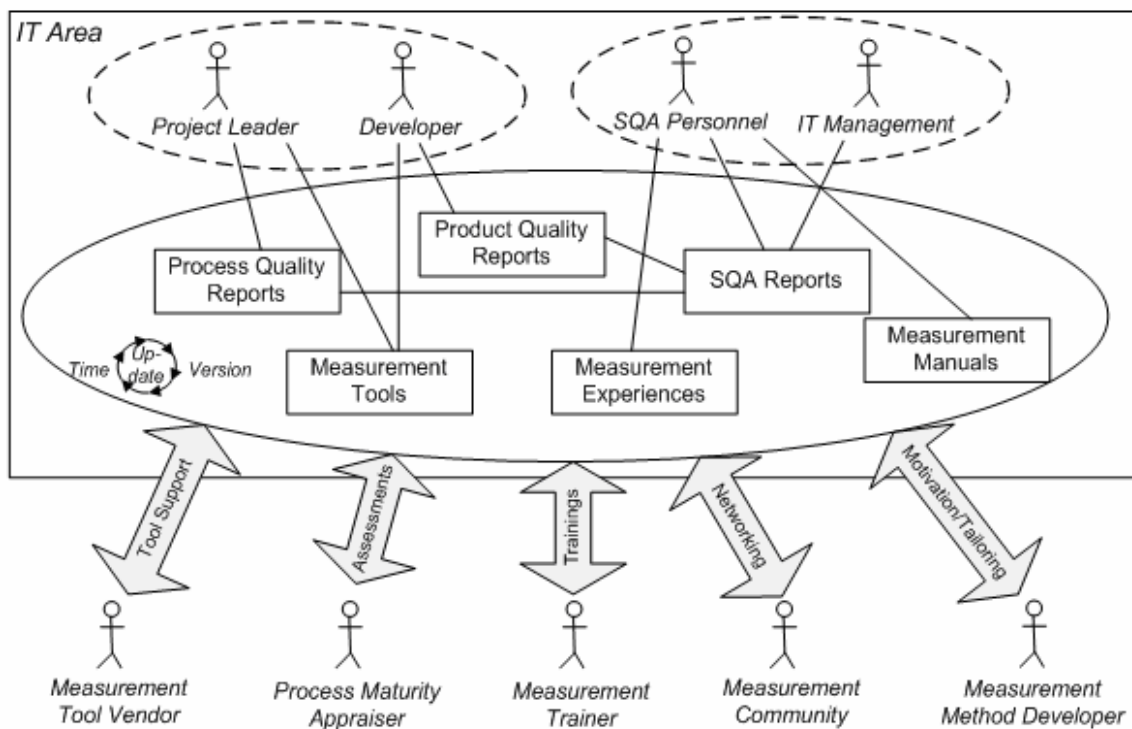 IT Area
Project Leader
Developer
SQA Personnel
IT Management
Process Quality
Reports
Product Quality
Reports
SQA Reports
Measurement
Manuals
Time
Up-
date
Version
Measurement
Tools
Measurement
Experiences
Tool Support
Assessments
Trainings
Networking
Motivation/Tailoring
Measurement
Tool Vendor
Process Maturity
Appraiser
Measurement
Trainer
Measurement
Community
Measurement
Method Developer